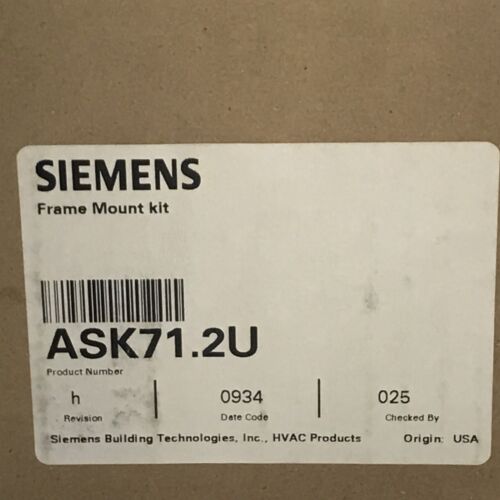 SIEMENS
Frame Mount kit
ASK71.2U
Product Number
h 0934 025
Revision Date Code Checked By
Siemens Building Technologies, Inc., HVAC Products Origin: USA